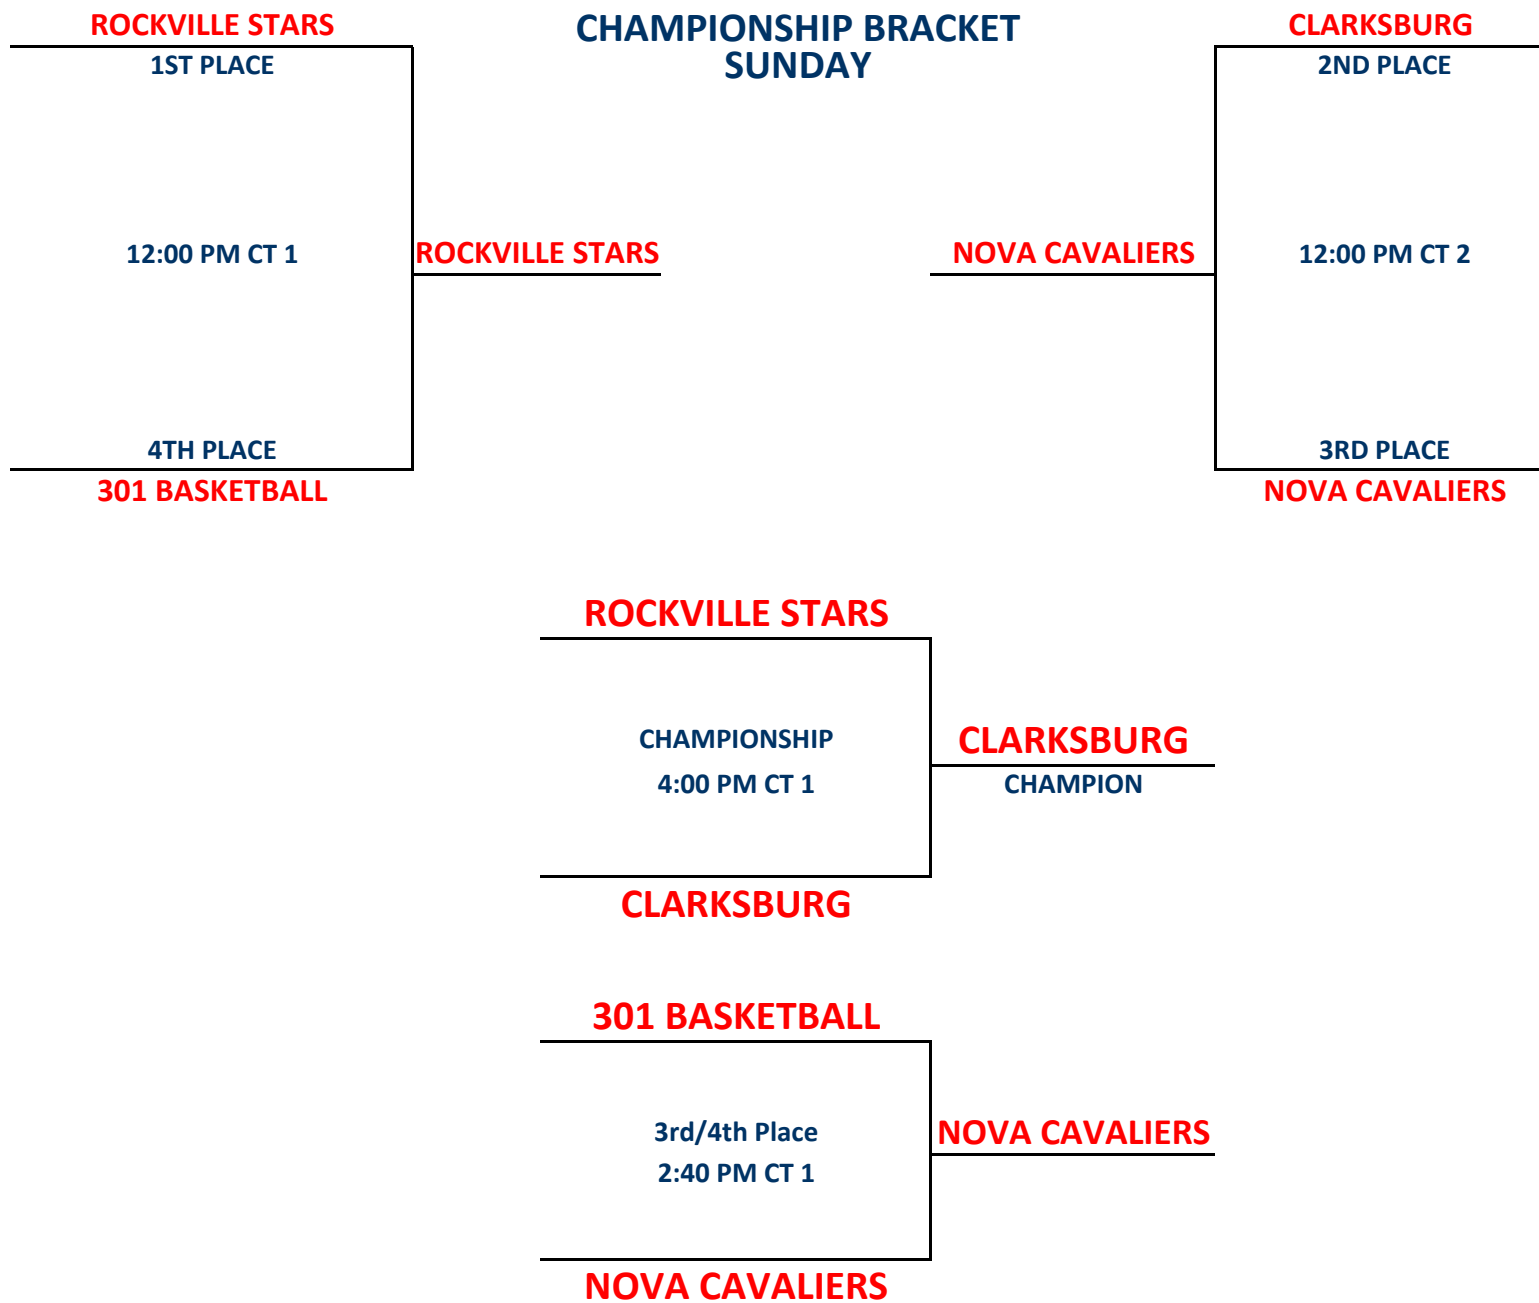 ROCKVILLE STARS
1ST PLACE
CHAMPIONSHIP BRACKET
SUNDAY
CLARKSBURG
2ND PLACE
12:00 PM CT 1
ROCKVILLE STARS
NOVA CAVALIERS
12:00 PM CT 2
4TH PLACE
301 BASKETBALL
3RD PLACE
NOVA CAVALIERS
ROCKVILLE STARS
CHAMPIONSHIP
4:00 PM CT 1
CLARKSBURG
CHAMPION
CLARKSBURG
301 BASKETBALL
3rd/4th Place
2:40 PM CT 1
NOVA CAVALIERS
NOVA CAVALIERS